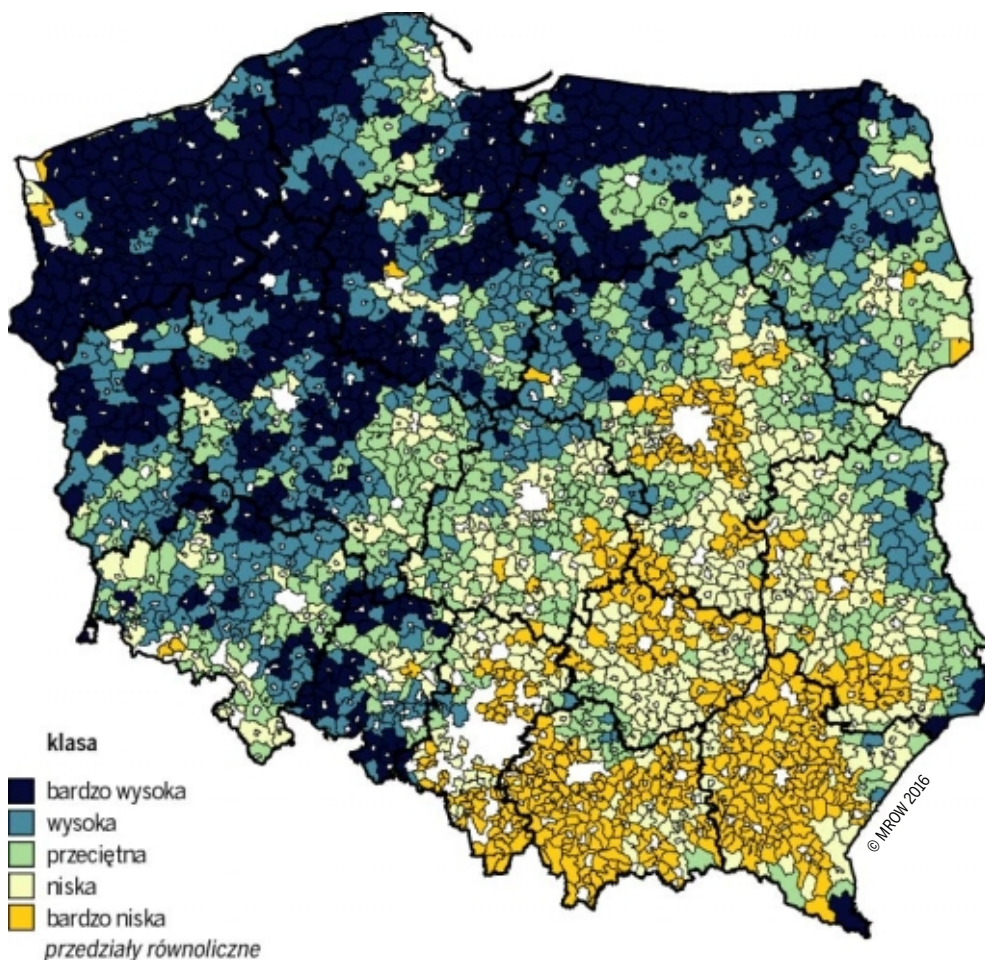 klasa
bardzo wysoka
wysoka
przeciętna
niska
bardzo niska
przedziały równoliczne
© MROW 2016